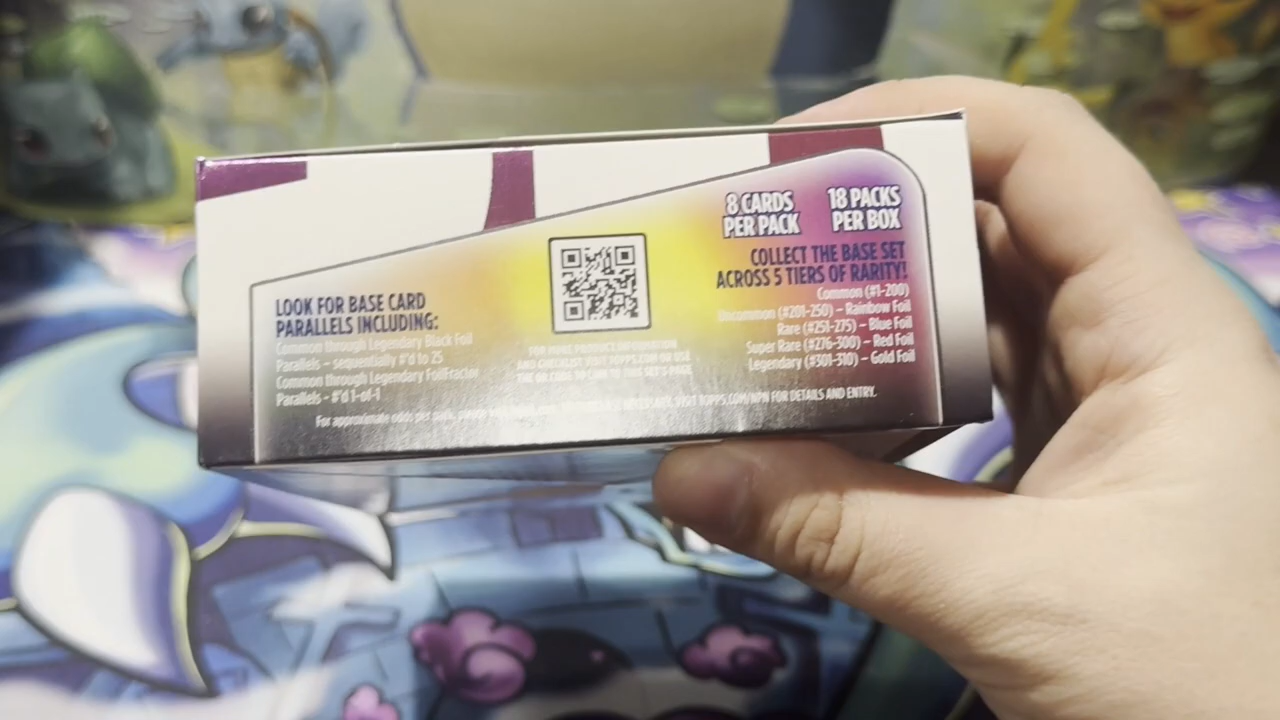 8 CARDS
PER PACK
18 PACKS
PER BOX
COLLECT THE BASE SET
ACROSS 5 TIERS OF RARITY!
Common (#1-200)
Uncommon (#201-250) – Rainbow Foil
Rare (#251-275) – Blue Foil
Super Rare (#276-300) – Red Foil
Legendary (#301-310) – Gold Foil
LOOK FOR BASE CARD
PARALLELS INCLUDING:
Common through Legendary Black Foil
Parallels – sequentially #'d to 25
Common through Legendary FoilFractor
Parallels – #'d 1-of-1
FOR MORE PRODUCT INFORMATION
AND CHECKLIST VISIT TOPPS.COM OR USE
THE QR CODE TO LINK TO THIS SET'S PAGE
For approximate odds per pack, please NECESSARY. VISIT TOPPS.COM/NPN FOR DETAILS AND ENTRY.